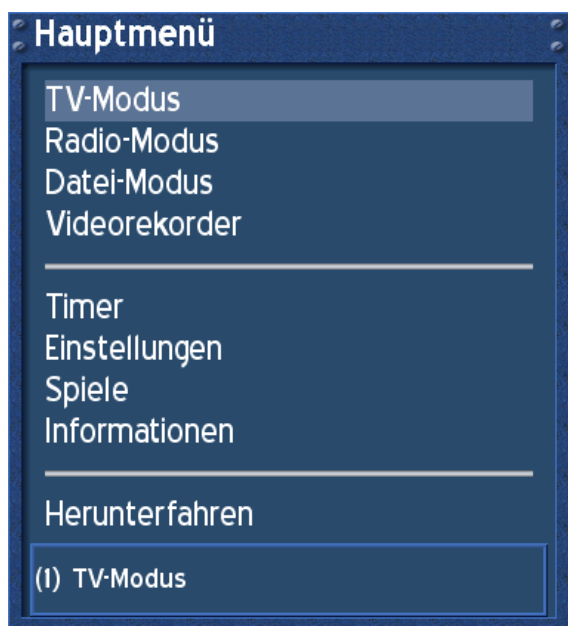 Hauptmenü
TV-Modus
Radio-Modus
Datei-Modus
Videorekorder
Timer
Einstellungen
Spiele
Informationen
Herunterfahren
(1) TV-Modus